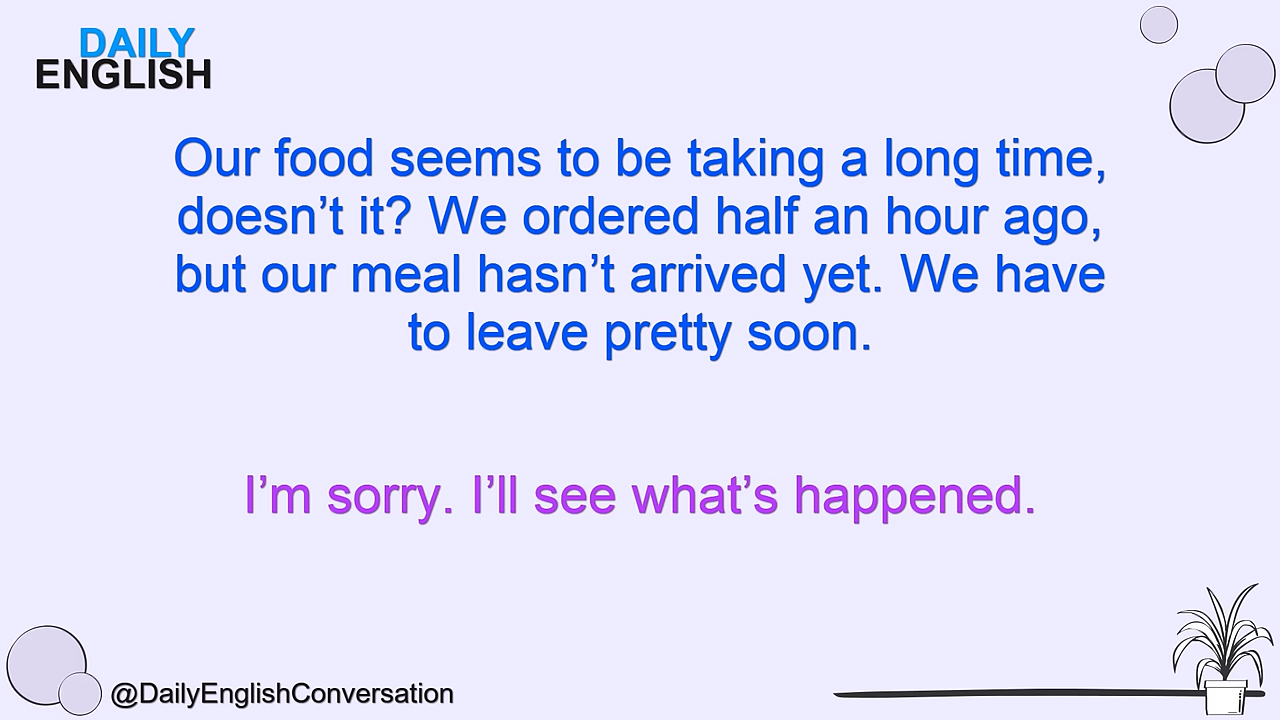 DAILY
ENGLISH
Our food seems to be taking a long time,
doesn’t it? We ordered half an hour ago,
but our meal hasn’t arrived yet. We have
to leave pretty soon.
I’m sorry. I’ll see what’s happened.
@DailyEnglishConversation